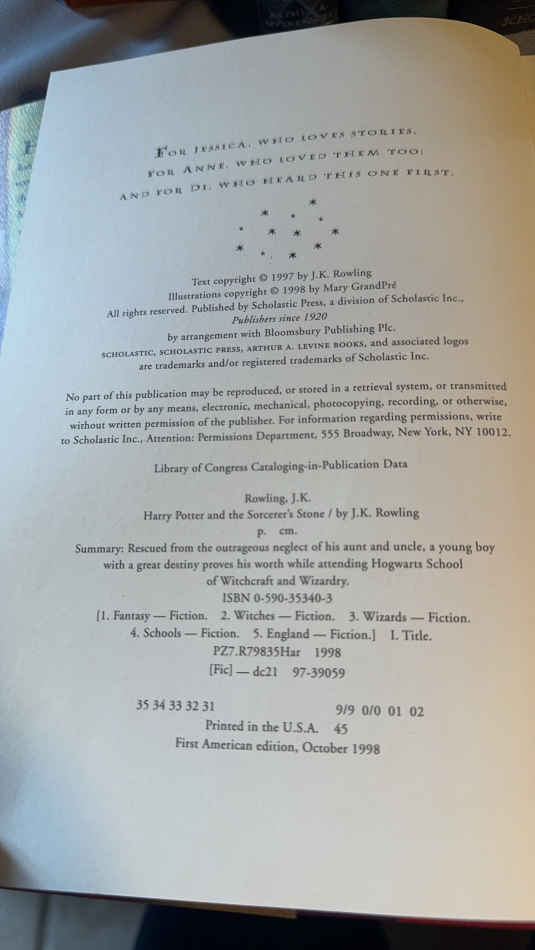 FOR JESSICA, WHO LOVES STORIES,
FOR ANNE, WHO LOVED THEM TOO;
AND FOR DI, WHO HEARD THIS ONE FIRST.
Text copyright © 1997 by J.K. Rowling
Illustrations copyright © 1998 by Mary GrandPré
All rights reserved. Published by Scholastic Press, a division of Scholastic Inc.,
Publishers since 1920
by arrangement with Bloomsbury Publishing Plc.
SCHOLASTIC, SCHOLASTIC PRESS, ARTHUR A. LEVINE BOOKS, and associated logos
are trademarks and/or registered trademarks of Scholastic Inc.
No part of this publication may be reproduced, or stored in a retrieval system, or transmitted
in any form or by any means, electronic, mechanical, photocopying, recording, or otherwise,
without written permission of the publisher. For information regarding permissions, write
to Scholastic Inc., Attention: Permissions Department, 555 Broadway, New York, NY 10012.
Library of Congress Cataloging-in-Publication Data
Rowling, J.K.
Harry Potter and the Sorcerer's Stone / by J.K. Rowling
p. cm.
Summary: Rescued from the outrageous neglect of his aunt and uncle, a young boy
with a great destiny proves his worth while attending Hogwarts School
of Witchcraft and Wizardry.
ISBN 0-590-35340-3
[1. Fantasy — Fiction. 2. Witches — Fiction. 3. Wizards — Fiction.
4. Schools — Fiction. 5. England — Fiction.] I. Title.
PZ7.R79835Har 1998
[Fic] — dc21 97-39059
35 34 33 32 31 9/9 0/0 01 02
Printed in the U.S.A. 45
First American edition, October 1998